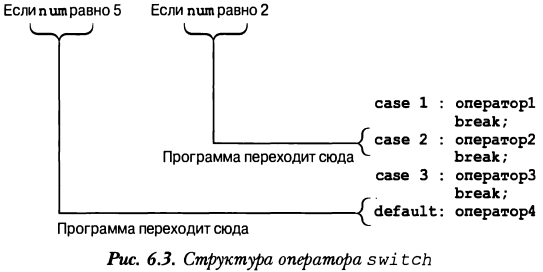 Если num равно 5 Если num равно 2
case 1 : оператор1
break;
case 2 : оператор2
Программа переходит сюда
break;
case 3 : оператор3
break;
default: оператор4
Программа переходит сюда
Рис. 6.3. Структура оператора switch